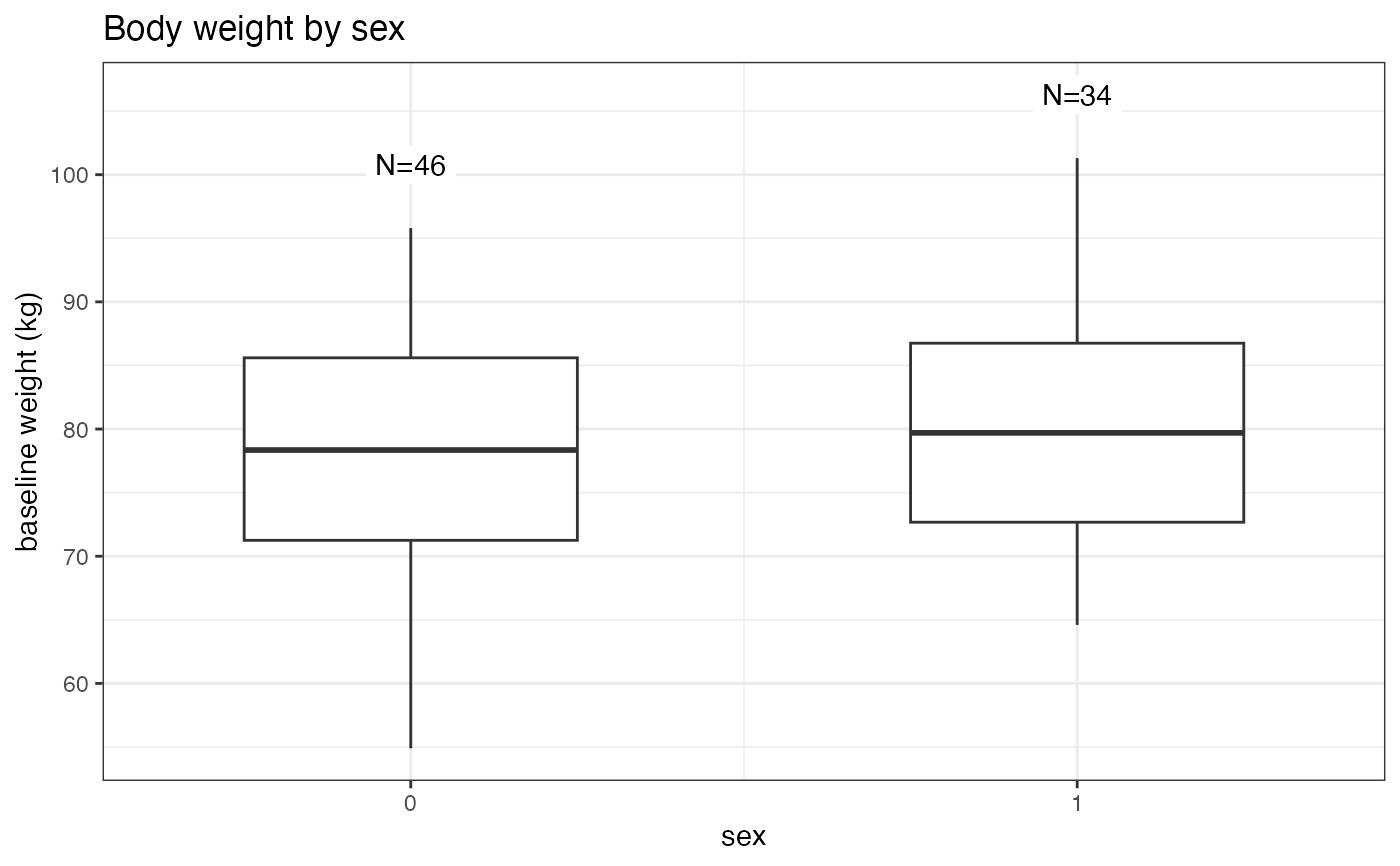 Body weight by sex
N=34
N=46
100
90
80
70
60
baseline weight (kg)
0
1
sex